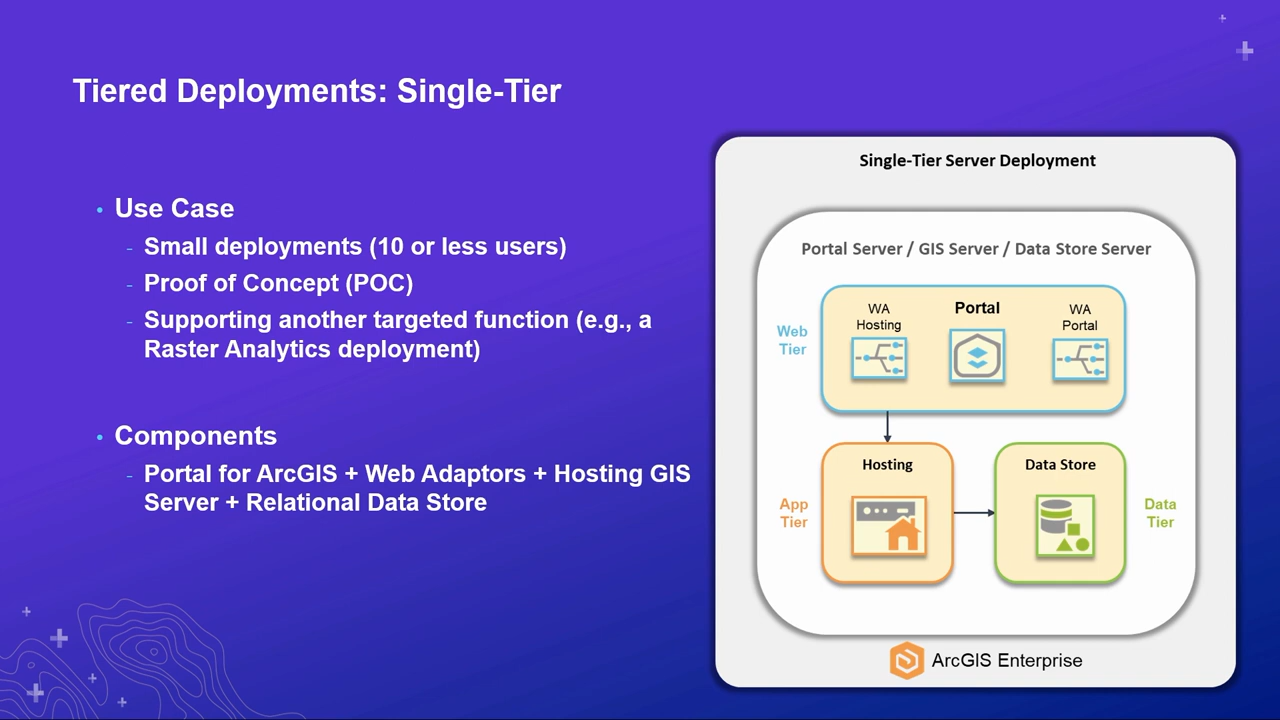 Tiered Deployments: Single-Tier
• Use Case
- Small deployments (10 or less users)
- Proof of Concept (POC)
- Supporting another targeted function (e.g., a
Raster Analytics deployment)
• Components
- Portal for ArcGIS + Web Adaptors + Hosting GIS
Server + Relational Data Store
Single-Tier Server Deployment
Portal Server / GIS Server / Data Store Server
Web
Tier
WA
Hosting
Portal
WA
Portal
App
Tier
Hosting
Data Store
Data
Tier
ArcGIS Enterprise